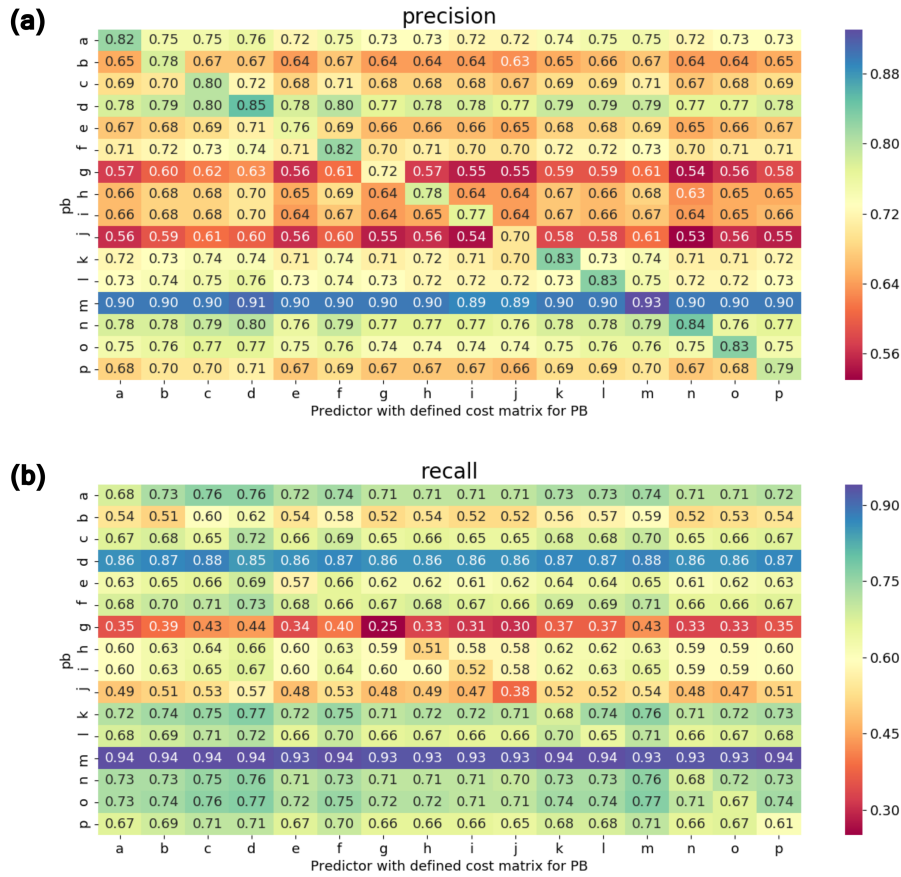 (a)
precision
a 0.82 0.75 0.75 0.76 0.72 0.75 0.73 0.73 0.72 0.72 0.74 0.75 0.75 0.72 0.73 0.73
b 0.65 0.78 0.67 0.67 0.64 0.67 0.64 0.64 0.64 0.63 0.65 0.66 0.67 0.64 0.64 0.65
c 0.69 0.70 0.80 0.72 0.68 0.71 0.68 0.68 0.68 0.67 0.69 0.69 0.71 0.67 0.68 0.69
d 0.78 0.79 0.80 0.85 0.78 0.80 0.77 0.78 0.78 0.77 0.79 0.79 0.79 0.77 0.77 0.78
e 0.67 0.68 0.69 0.71 0.76 0.69 0.66 0.66 0.66 0.65 0.68 0.68 0.69 0.65 0.66 0.67
f 0.71 0.72 0.73 0.74 0.71 0.82 0.70 0.71 0.70 0.70 0.72 0.72 0.73 0.70 0.71 0.71
g 0.57 0.60 0.62 0.63 0.56 0.61 0.72 0.57 0.55 0.55 0.59 0.59 0.61 0.54 0.56 0.58
h 0.66 0.68 0.68 0.70 0.65 0.69 0.64 0.78 0.64 0.64 0.67 0.66 0.68 0.63 0.65 0.65
i 0.66 0.68 0.68 0.70 0.64 0.67 0.64 0.65 0.77 0.64 0.67 0.66 0.67 0.64 0.65 0.66
j 0.56 0.59 0.61 0.60 0.56 0.60 0.55 0.56 0.54 0.70 0.58 0.58 0.61 0.53 0.56 0.55
k 0.72 0.73 0.74 0.74 0.71 0.74 0.71 0.72 0.71 0.70 0.83 0.73 0.74 0.71 0.71 0.72
l 0.73 0.74 0.75 0.76 0.73 0.74 0.73 0.72 0.72 0.72 0.73 0.83 0.75 0.72 0.72 0.73
m 0.90 0.90 0.90 0.91 0.90 0.90 0.90 0.90 0.89 0.89 0.90 0.90 0.93 0.90 0.90 0.90
n 0.78 0.78 0.79 0.80 0.76 0.79 0.77 0.77 0.77 0.76 0.78 0.78 0.79 0.84 0.76 0.77
o 0.75 0.76 0.77 0.77 0.75 0.76 0.74 0.74 0.74 0.74 0.75 0.76 0.76 0.75 0.83 0.75
p 0.68 0.70 0.70 0.71 0.67 0.69 0.67 0.67 0.67 0.66 0.69 0.69 0.70 0.67 0.68 0.79
pb
a b c d e f g h i j k l m n o p
Predictor with defined cost matrix for PB
0.88
0.80
0.72
0.64
0.56
(b)
recall
a 0.68 0.73 0.76 0.76 0.72 0.74 0.71 0.71 0.71 0.71 0.73 0.73 0.74 0.71 0.71 0.72
b 0.54 0.51 0.60 0.62 0.54 0.58 0.52 0.54 0.52 0.52 0.56 0.57 0.59 0.52 0.53 0.54
c 0.67 0.68 0.65 0.72 0.66 0.69 0.65 0.66 0.65 0.65 0.68 0.68 0.70 0.65 0.66 0.67
d 0.86 0.87 0.88 0.85 0.86 0.87 0.86 0.86 0.86 0.86 0.87 0.87 0.88 0.86 0.86 0.87
e 0.63 0.65 0.66 0.69 0.57 0.66 0.62 0.62 0.61 0.62 0.64 0.64 0.65 0.61 0.62 0.63
f 0.68 0.70 0.71 0.73 0.68 0.66 0.67 0.68 0.67 0.66 0.69 0.69 0.71 0.66 0.66 0.67
g 0.35 0.39 0.43 0.44 0.34 0.40 0.25 0.33 0.31 0.30 0.37 0.37 0.43 0.33 0.33 0.35
h 0.60 0.63 0.64 0.66 0.60 0.63 0.59 0.51 0.58 0.58 0.62 0.62 0.63 0.59 0.59 0.60
i 0.60 0.63 0.65 0.67 0.60 0.63 0.60 0.60 0.52 0.58 0.62 0.63 0.65 0.59 0.59 0.60
j 0.49 0.51 0.53 0.57 0.48 0.53 0.48 0.49 0.47 0.38 0.52 0.52 0.54 0.48 0.47 0.51
k 0.72 0.74 0.75 0.77 0.72 0.75 0.71 0.72 0.72 0.71 0.68 0.74 0.76 0.71 0.72 0.73
l 0.68 0.69 0.71 0.72 0.66 0.70 0.66 0.67 0.66 0.66 0.70 0.65 0.71 0.66 0.67 0.68
m 0.94 0.94 0.94 0.94 0.93 0.94 0.93 0.93 0.93 0.93 0.94 0.94 0.93 0.93 0.93 0.94
n 0.73 0.73 0.75 0.76 0.71 0.73 0.71 0.71 0.71 0.70 0.73 0.73 0.76 0.68 0.72 0.73
o 0.73 0.74 0.76 0.77 0.72 0.75 0.72 0.72 0.71 0.71 0.74 0.74 0.77 0.71 0.67 0.74
p 0.67 0.69 0.71 0.71 0.67 0.70 0.66 0.66 0.66 0.65 0.68 0.68 0.71 0.66 0.67 0.61
pb
a b c d e f g h i j k l m n o p
Predictor with defined cost matrix for PB
0.90
0.75
0.60
0.45
0.30